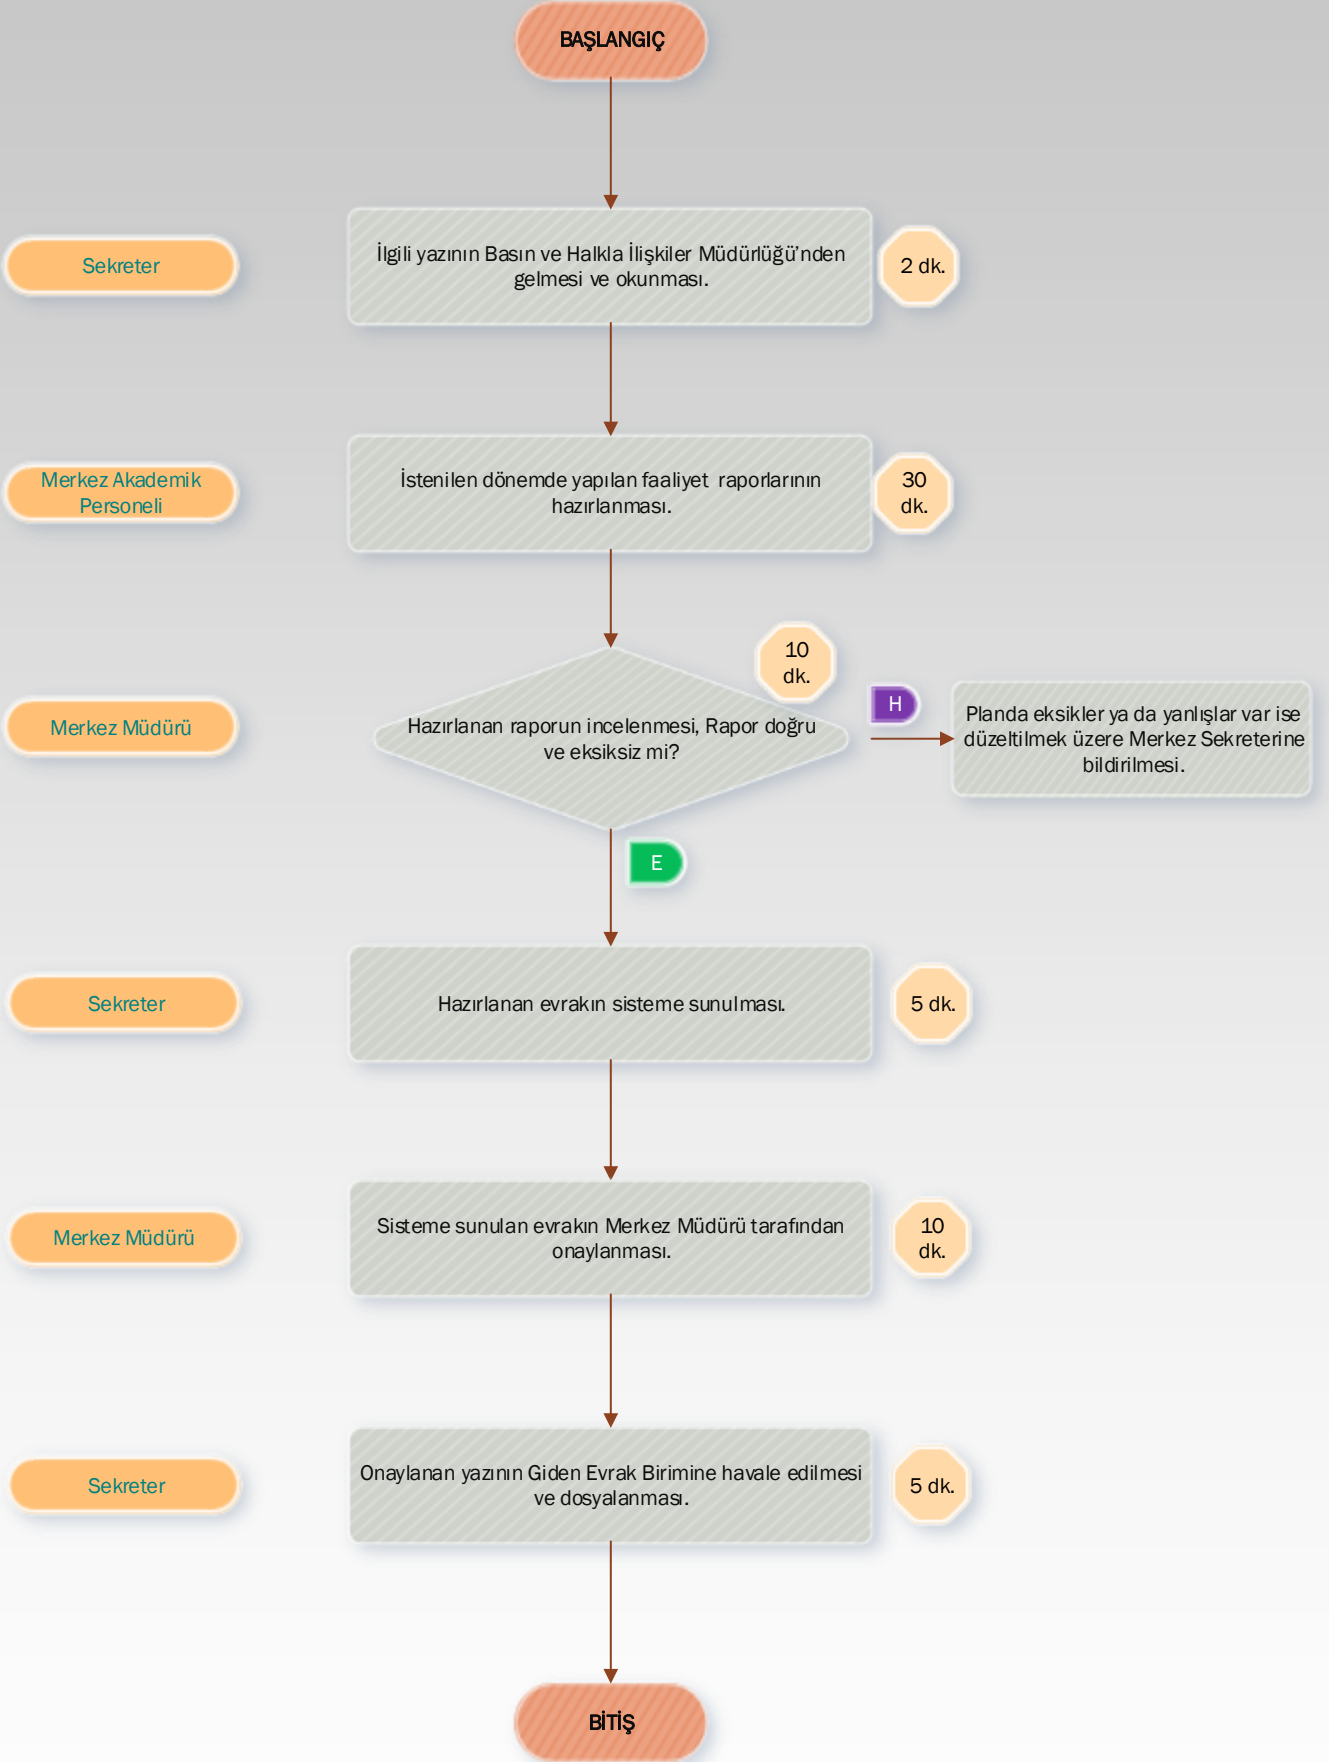 BAŞLANGIÇ
Sekreter
İlgili yazının Basın ve Halkla İlişkiler Müdürlüğü'nden
gelmesi ve okunması.
2 dk.
Merkez Akademik
Personeli
İstenilen dönemde yapılan faaliyet raporlarının
hazırlanması.
30
dk.
Merkez Müdürü
Hazırlanan raporun incelenmesi, Rapor doğru
ve eksiksiz mi?
10
dk.
H
Planda eksikler ya da yanlışlar var ise
düzeltilmek üzere Merkez Sekreterine
bildirilmesi.
E
Sekreter
Hazırlanan evrakın sisteme sunulması.
5 dk.
Merkez Müdürü
Sisteme sunulan evrakın Merkez Müdürü tarafından
onaylanması.
10
dk.
Sekreter
Onaylanan yazının Giden Evrak Birimine havale edilmesi
ve dosyalanması.
5 dk.
BİTİŞ